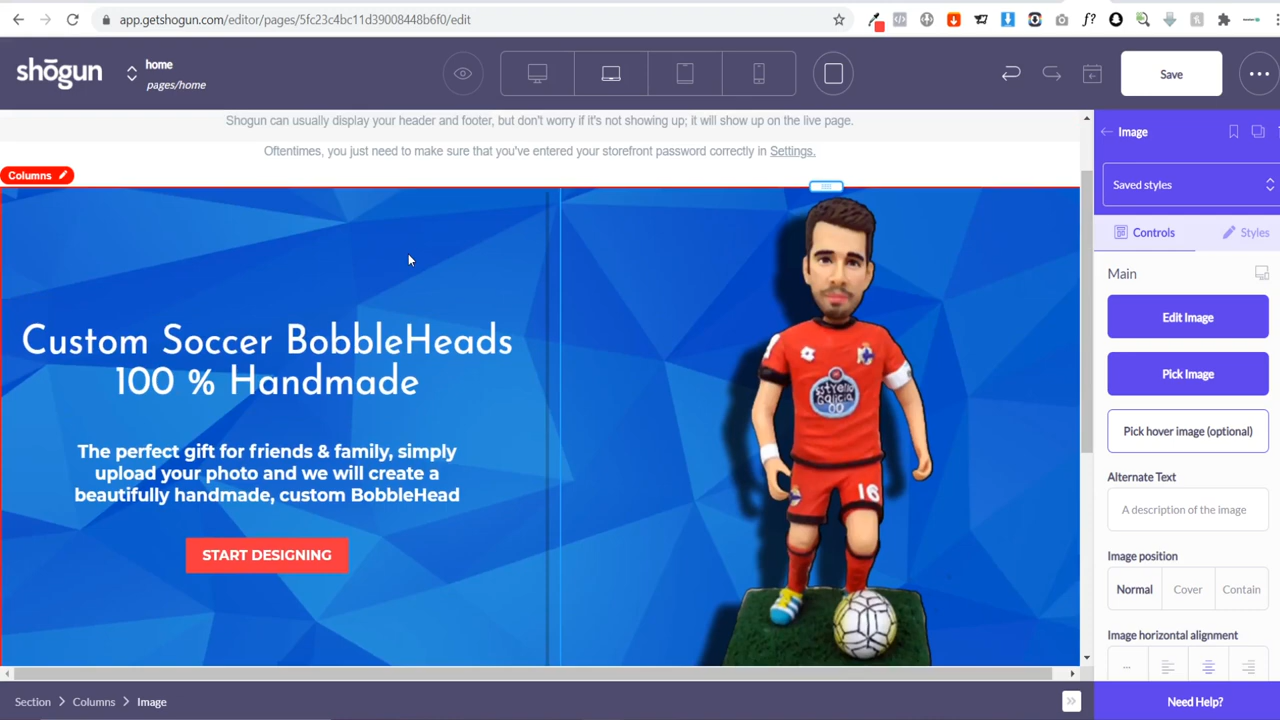 app.getshogun.com/editor/pages/5fc23c4bc11d39008448b6f0/edit
shōgun
home
pages/home
Save
Shogun can usually display your header and footer, but don't worry if it's not showing up; it will show up on the live page.
Oftentimes, you just need to make sure that you've entered your storefront password correctly in Settings.
Columns
Custom Soccer BobbleHeads
100 % Handmade
The perfect gift for friends & family, simply
upload your photo and we will create a
beautifully handmade, custom BobbleHead
START DESIGNING
Estrella
Galicia
00
16
Image
Saved styles
Controls
Styles
Main
Edit Image
Pick Image
Pick hover image (optional)
Alternate Text
A description of the image
Image position
Normal
Cover
Contain
Image horizontal alignment
...
Section
Columns
Image
Need Help?